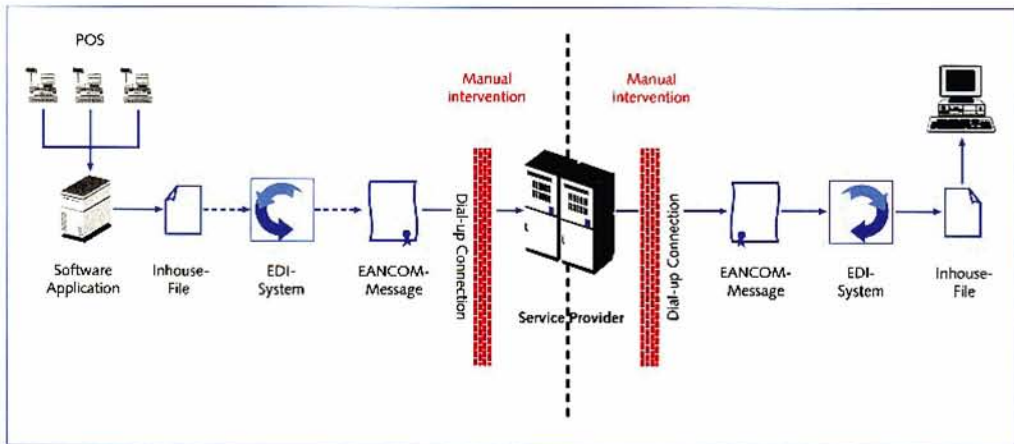 POS
Manual
intervention
Manual
intervention
Dial-up Connection
Dial-up Connection
Software
Application
Inhouse-
File
EDI-
System
EANCOM-
Message
Service Provider
EANCOM-
Message
EDI-
System
Inhouse-
File